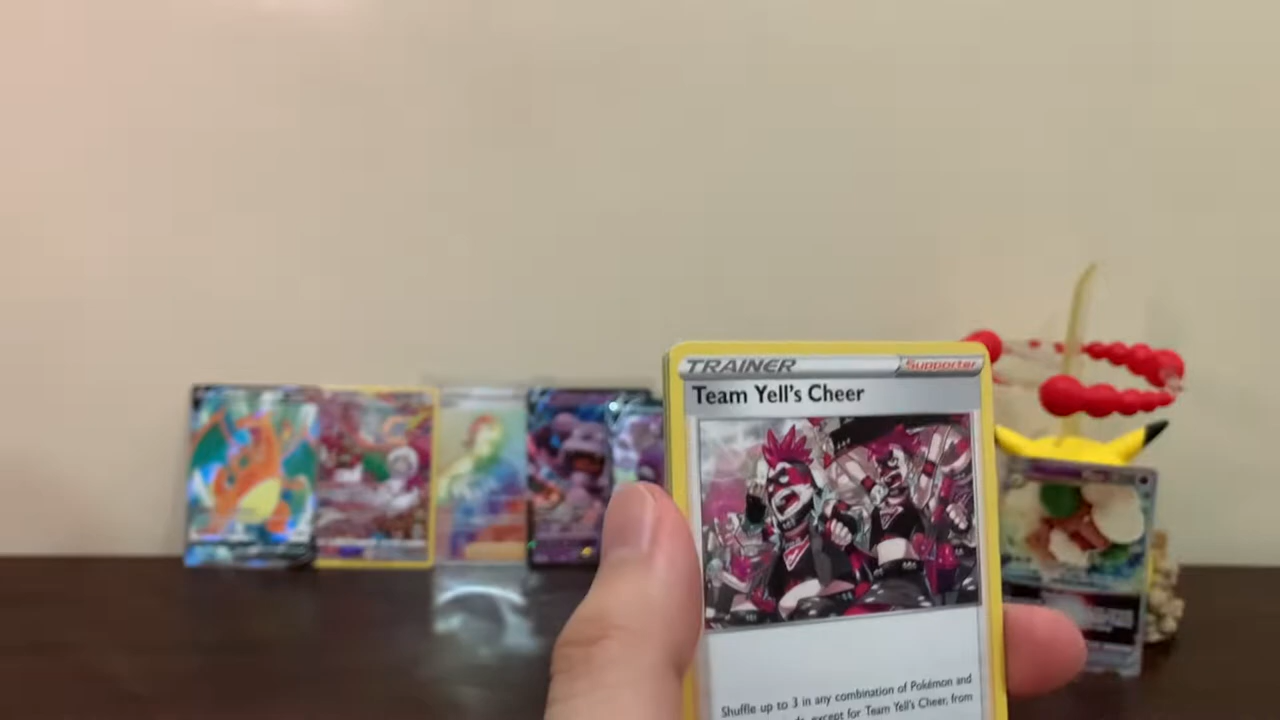 TRAINER Supporter
Team Yell's Cheer
Shuffle up to 3 in any combination of Pokémon and
except for Team Yell's Cheer, from